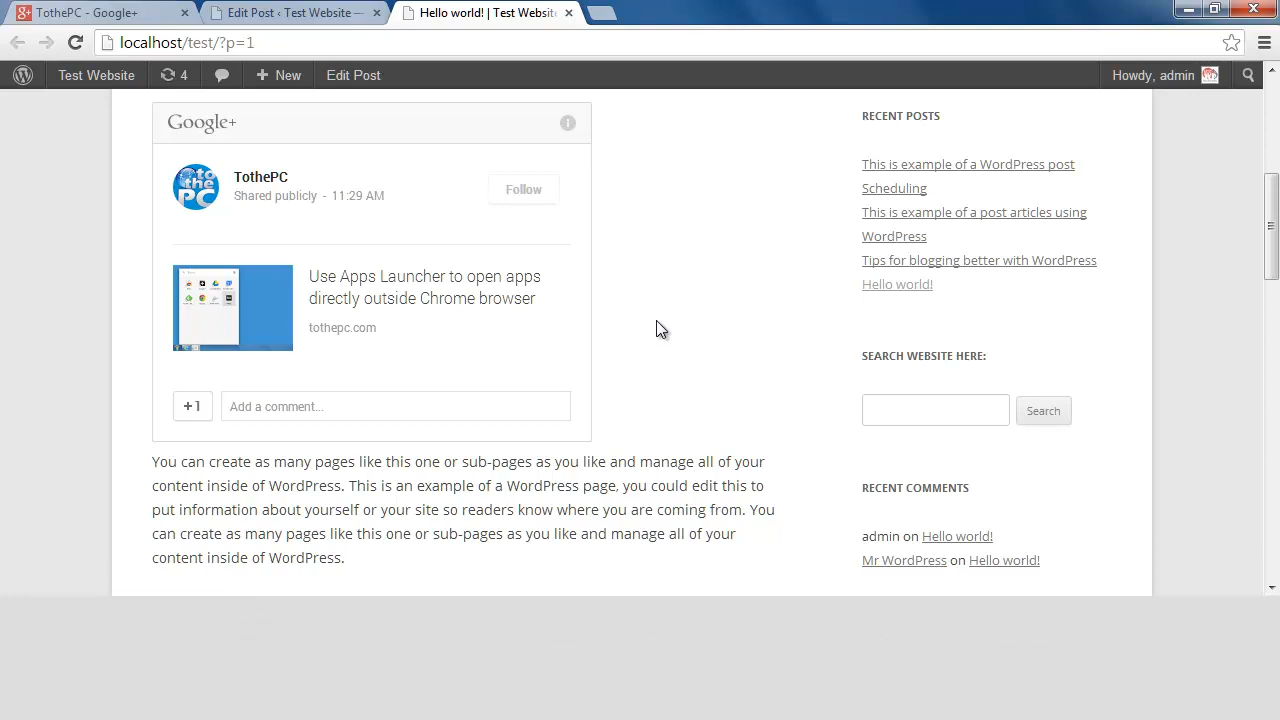 TothePC - Google+
Edit Post ‹ Test Website —
Hello world! | Test Website
localhost/test/?p=1
Test Website
4
New
Edit Post
Howdy, admin
Google+
TothePC
Shared publicly - 11:29 AM
Follow
to the PC
Use Apps Launcher to open apps
directly outside Chrome browser
tothepc.com
+1
Add a comment...
You can create as many pages like this one or sub-pages as you like and manage all of your
content inside of WordPress. This is an example of a WordPress page, you could edit this to
put information about yourself or your site so readers know where you are coming from. You
can create as many pages like this one or sub-pages as you like and manage all of your
content inside of WordPress.
RECENT POSTS
This is example of a WordPress post
Scheduling
This is example of a post articles using
WordPress
Tips for blogging better with WordPress
Hello world!
SEARCH WEBSITE HERE:
Search
RECENT COMMENTS
admin on Hello world!
Mr WordPress on Hello world!